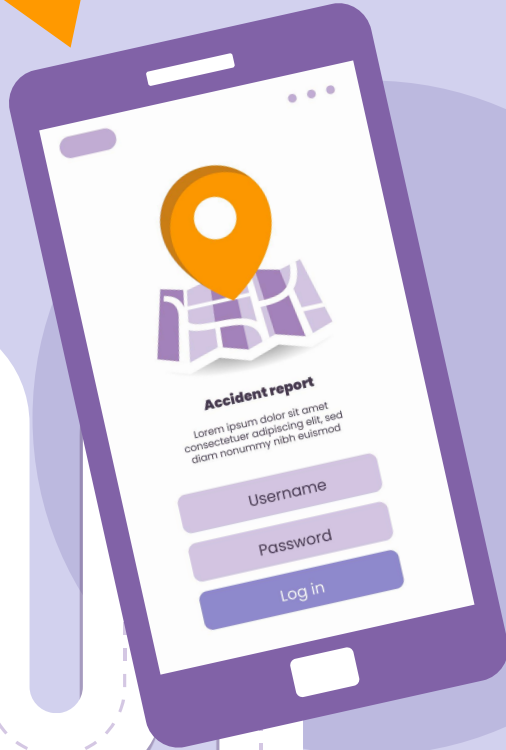 Accident report
Lorem ipsum dolor sit amet
consectetuer adipiscing elit, sed
diam nonummy nibh euismod
Username
Password
Log in